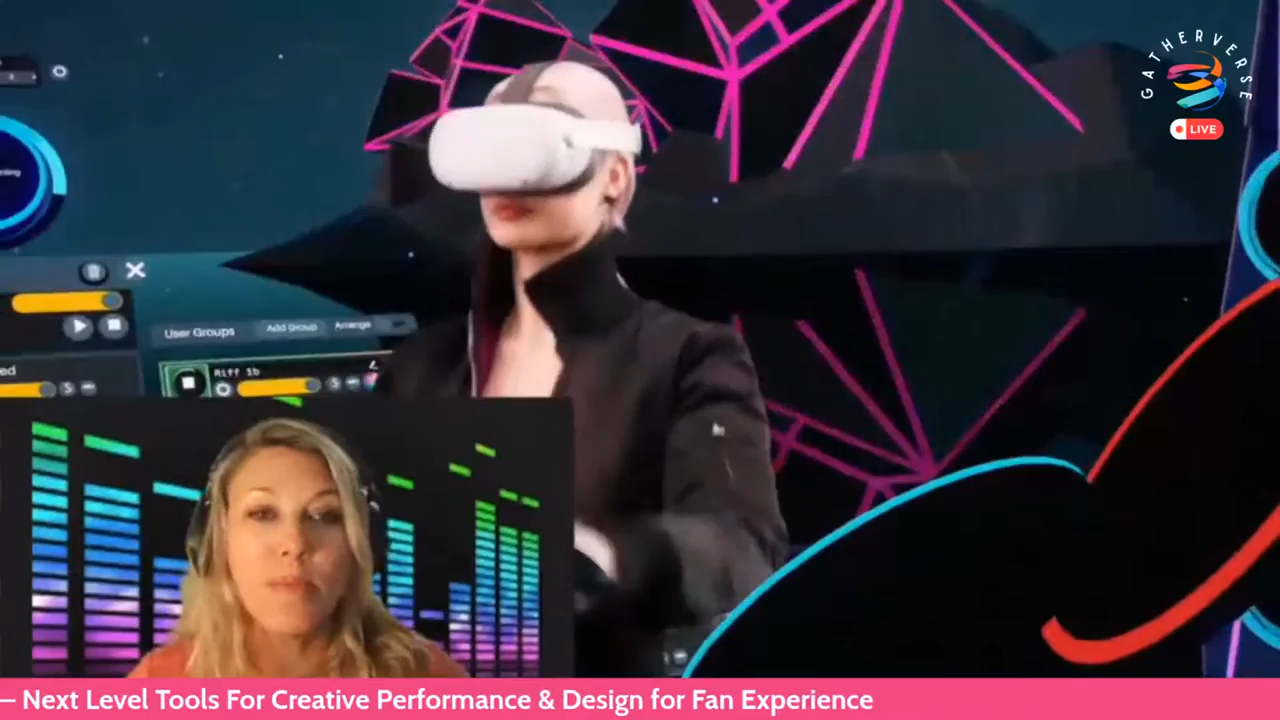 GATHERVERSE
LIVE
User Groups
Add Group
Arrange
ed
S
Riff 1b
S
– Next Level Tools For Creative Performance & Design for Fan Experience